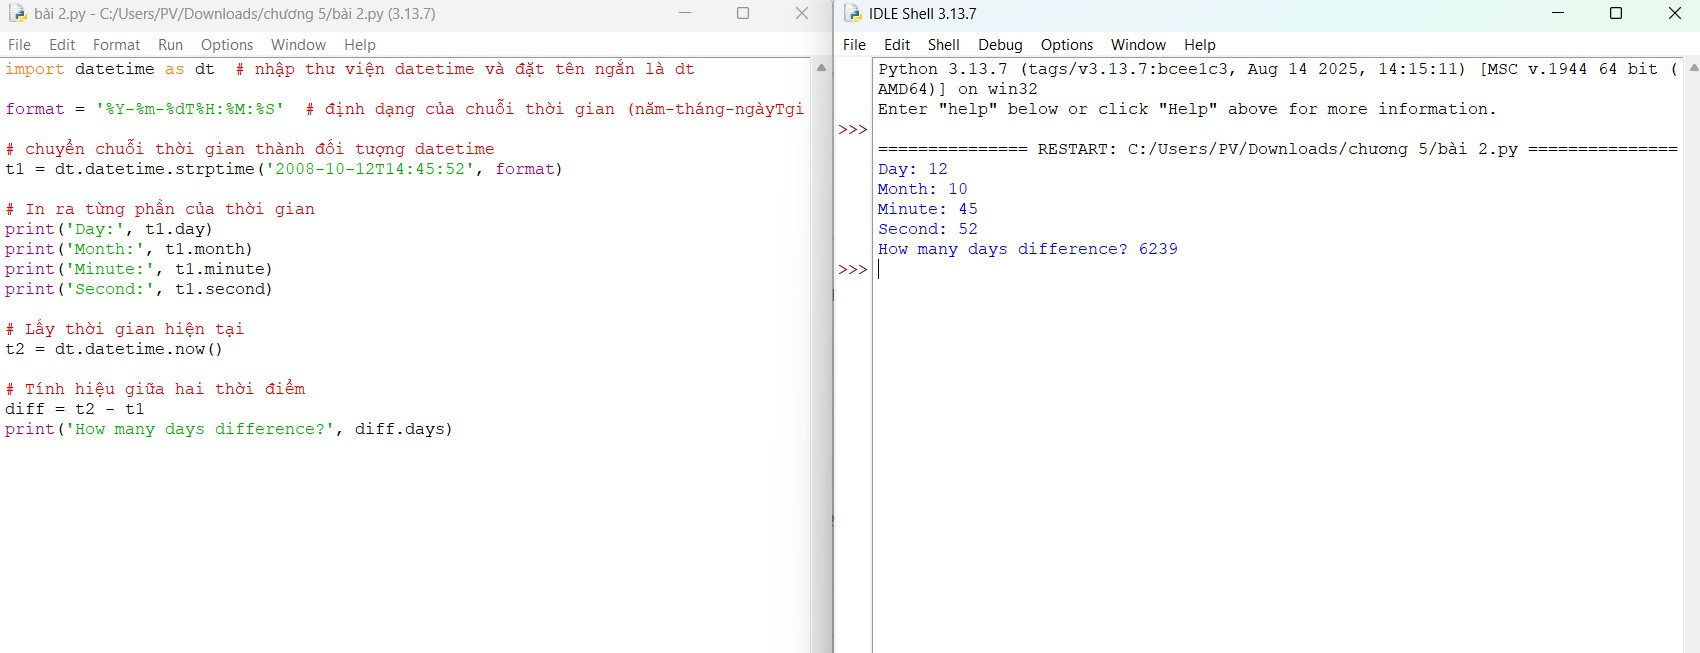 bài 2.py - C:/Users/PV/Downloads/chương 5/bài 2.py (3.13.7)
File Edit Format Run Options Window Help
import datetime as dt  # nhập thư viện datetime và đặt tên ngắn là dt
format = '%Y-%m-%dT%H:%M:%S'  # định dạng của chuỗi thời gian (năm-tháng-ngàyTgi
# chuyển chuỗi thời gian thành đối tượng datetime
t1 = dt.datetime.strptime('2008-10-12T14:45:52', format)
# In ra từng phần của thời gian
print('Day:', t1.day)
print('Month:', t1.month)
print('Minute:', t1.minute)
print('Second:', t1.second)
# Lấy thời gian hiện tại
t2 = dt.datetime.now()
# Tính hiệu giữa hai thời điểm
diff = t2 - t1
print('How many days difference?', diff.days)
IDLE Shell 3.13.7
File Edit Shell Debug Options Window Help
Python 3.13.7 (tags/v3.13.7:bcee1c3, Aug 14 2025, 14:15:11) [MSC v.1944 64 bit (
AMD64)] on win32
Enter "help" below or click "Help" above for more information.
>>>
=============== RESTART: C:/Users/PV/Downloads/chương 5/bài 2.py ===============
Day: 12
Month: 10
Minute: 45
Second: 52
How many days difference? 6239
>>>